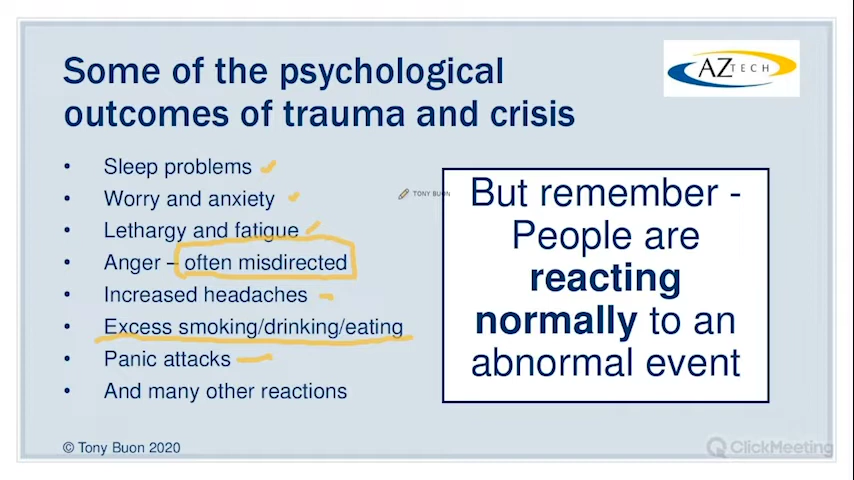 Some of the psychological
outcomes of trauma and crisis
AZTECH
• Sleep problems
• Worry and anxiety
• Lethargy and fatigue
• Anger – often misdirected
• Increased headaches
• Excess smoking/drinking/eating
• Panic attacks
• And many other reactions
TONY BUON
But remember -
People are
reacting
normally to an
abnormal event
© Tony Buon 2020
ClickMeeting